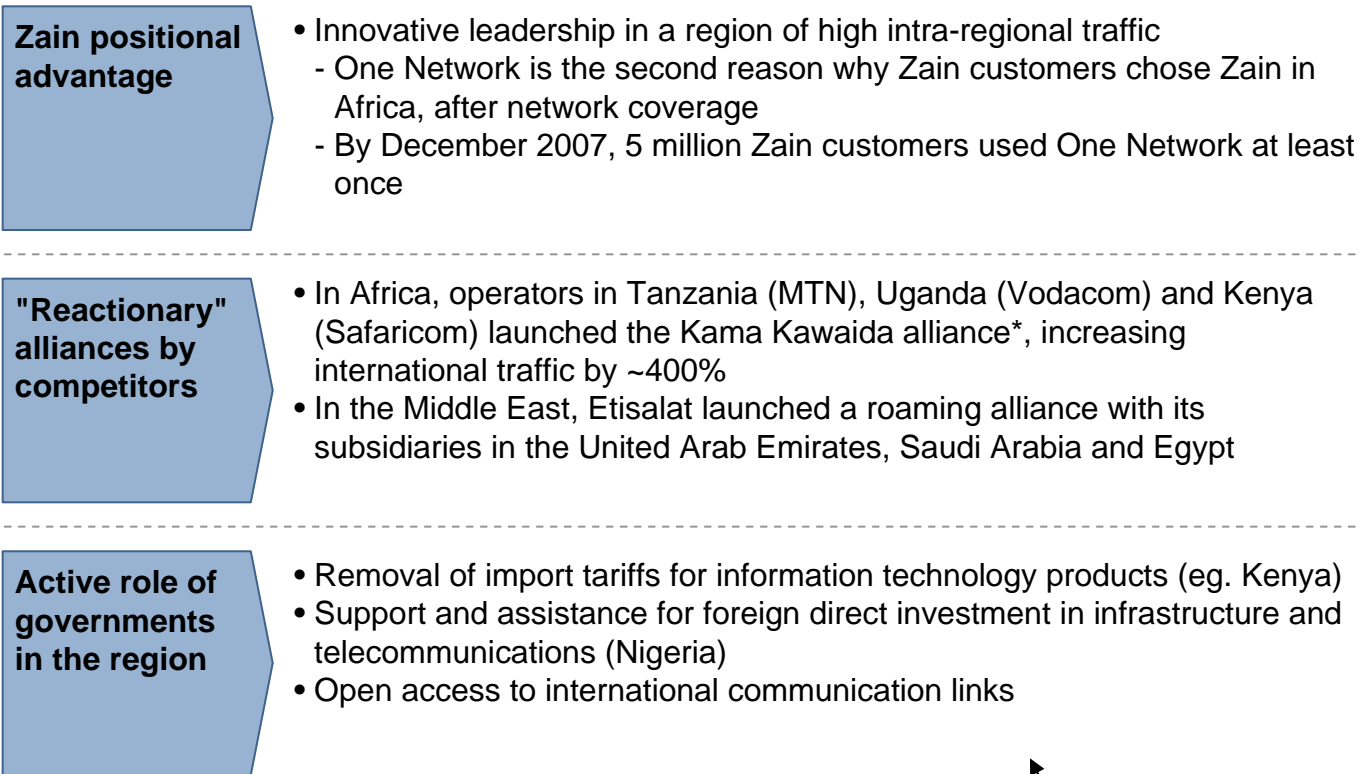 Zain positional
advantage
• Innovative leadership in a region of high intra-regional traffic
- One Network is the second reason why Zain customers chose Zain in
Africa, after network coverage
- By December 2007, 5 million Zain customers used One Network at least
once
"Reactionary"
alliances by
competitors
• In Africa, operators in Tanzania (MTN), Uganda (Vodacom) and Kenya
(Safaricom) launched the Kama Kawaida alliance*, increasing
international traffic by ~400%
• In the Middle East, Etisalat launched a roaming alliance with its
subsidiaries in the United Arab Emirates, Saudi Arabia and Egypt
Active role of
governments
in the region
• Removal of import tariffs for information technology products (eg. Kenya)
• Support and assistance for foreign direct investment in infrastructure and
telecommunications (Nigeria)
• Open access to international communication links